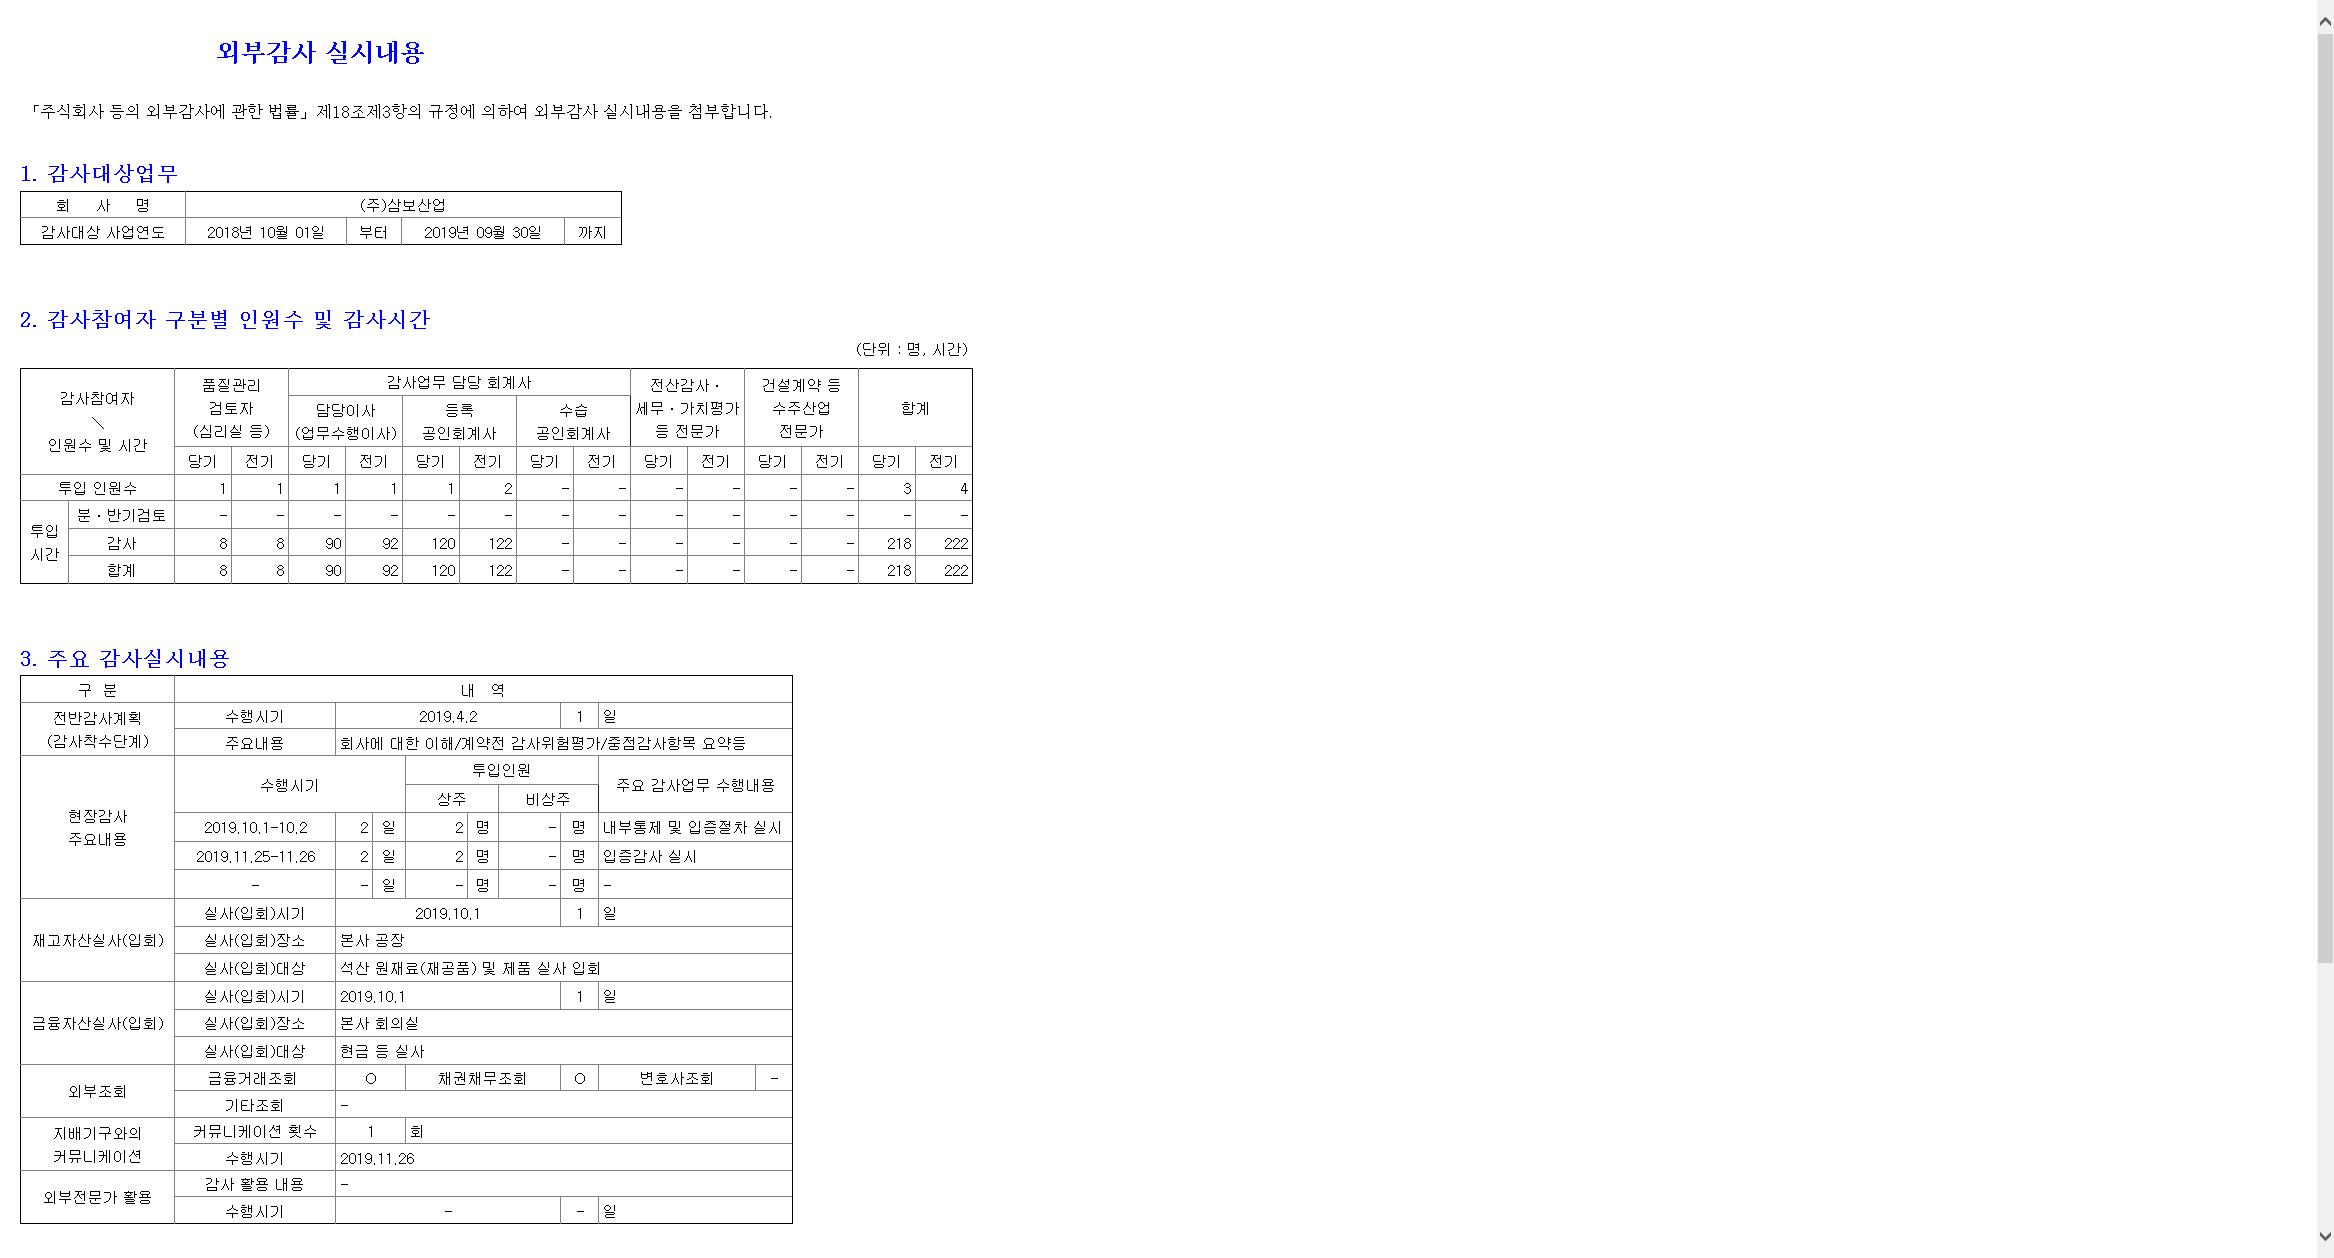 외부감사 실시내용
「주식회사 등의 외부감사에 관한 법률」제18조제3항의 규정에 의하여 외부감사 실시내용을 첨부합니다.
1. 감사대상업무
회 사 명 (주)삼보산업
감사대상 사업연도 2018년 10월 01일 부터 2019년 09월 30일 까지
2. 감사참여자 구분별 인원수 및 감사시간
(단위 : 명, 시간)
감사참여자 \ 인원수 및 시간 품질관리 검토자 (심리실 등) 감사업무 담당 회계사 전산감사ㆍ 세무ㆍ가치평가 등 전문가 건설계약 등 수주산업 전문가 합계
담당이사 (업무수행이사) 등록 공인회계사 수습 공인회계사
당기 전기 당기 전기 당기 전기 당기 전기 당기 전기 당기 전기 당기 전기
투입 인원수 1 1 1 1 1 2 - - - - - - 3 4
투입 시간 분ㆍ반기검토 - - - - - - - - - - - - - -
감사 8 8 90 92 120 122 - - - - - - 218 222
합계 8 8 90 92 120 122 - - - - - - 218 222
3. 주요 감사실시내용
구 분 내 역
전반감사계획 (감사착수단계) 수행시기 2019.4.2 1 일
주요내용 회사에 대한 이해/계약전 감사위험평가/중점감사항목 요약등
현장감사 주요내용 수행시기 투입인원 주요 감사업무 수행내용
상주 비상주
2019.10.1-10.2 2 일 2 명 - 명 내부통제 및 입증절차 실시
2019.11.25-11.26 2 일 2 명 - 명 입증감사 실시
- - 일 - 명 - 명 -
재고자산실사(입회) 실사(입회)시기 2019.10.1 1 일
실사(입회)장소 본사 공장
실사(입회)대상 석산 원재료(재공품) 및 제품 실사 입회
금융자산실사(입회) 실사(입회)시기 2019.10.1 1 일
실사(입회)장소 본사 회의실
실사(입회)대상 현금 등 실사
외부조회 금융거래조회 O 채권채무조회 O 변호사조회 -
기타조회 -
지배기구와의 커뮤니케이션 커뮤니케이션 횟수 1 회
수행시기 2019.11.26
외부전문가 활용 감사 활용 내용 -
수행시기 - - 일